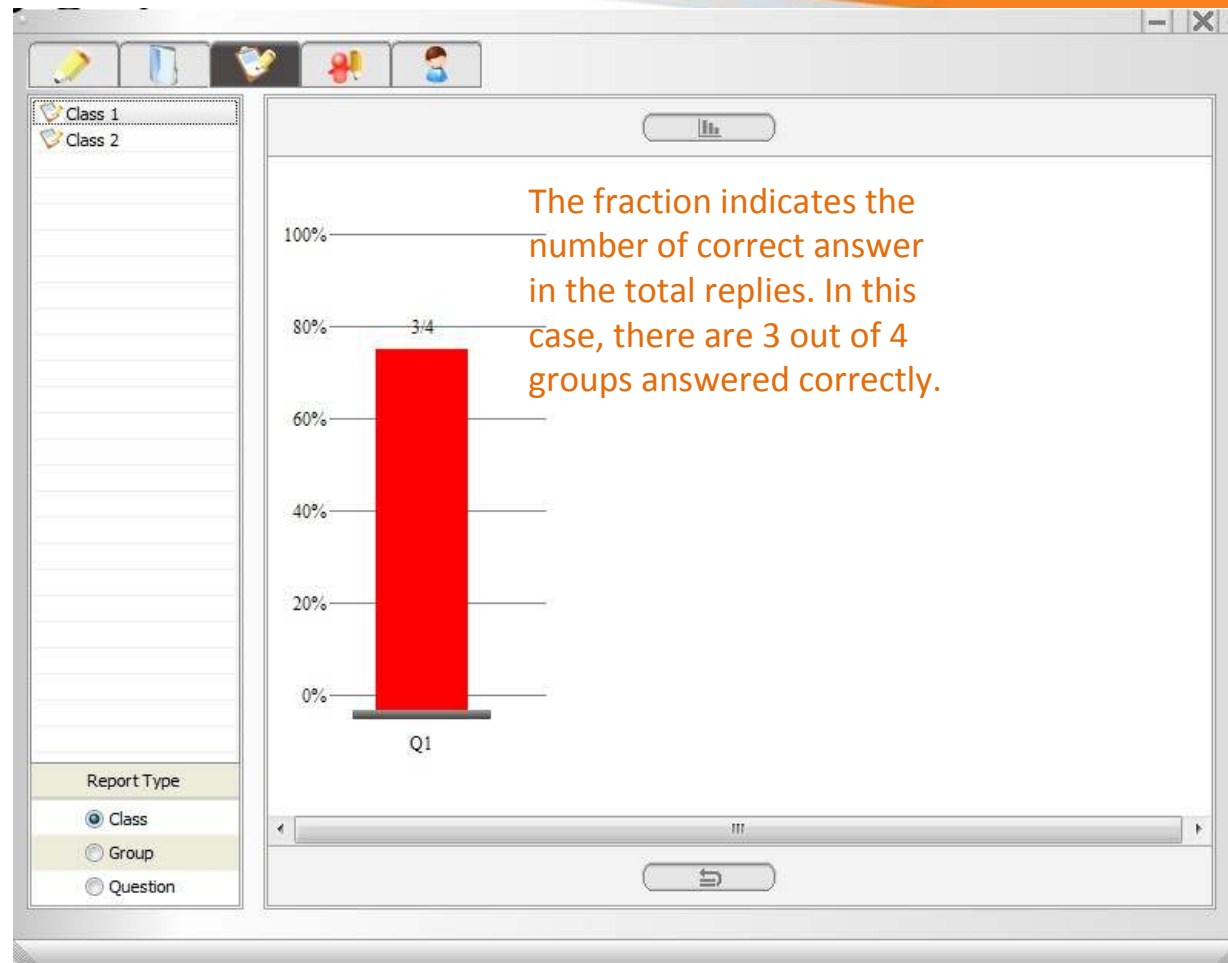 Class 1
Class 2
The fraction indicates the
number of correct answer
in the total replies. In this
case, there are 3 out of 4
groups answered correctly.
100%
80%
3/4
60%
40%
20%
0%
Q1
Report Type
Class
Group
Question